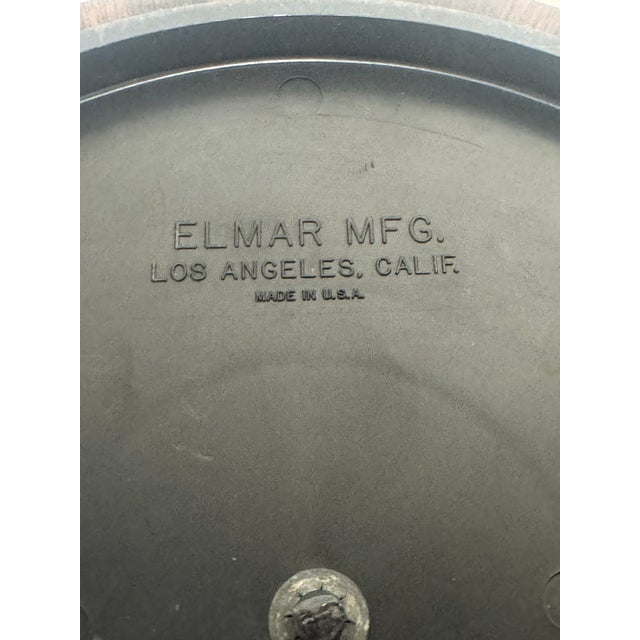 ELMAR MFG.
LOS ANGELES, CALIF.
MADE IN U.S.A.